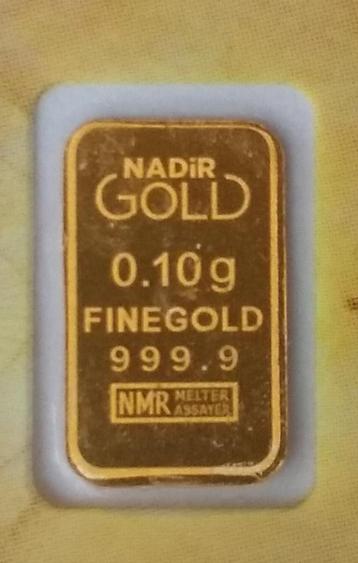 NADiR
GOLD
0.10g
FINEGOLD
999.9
NMR MELTER
ASSAYER